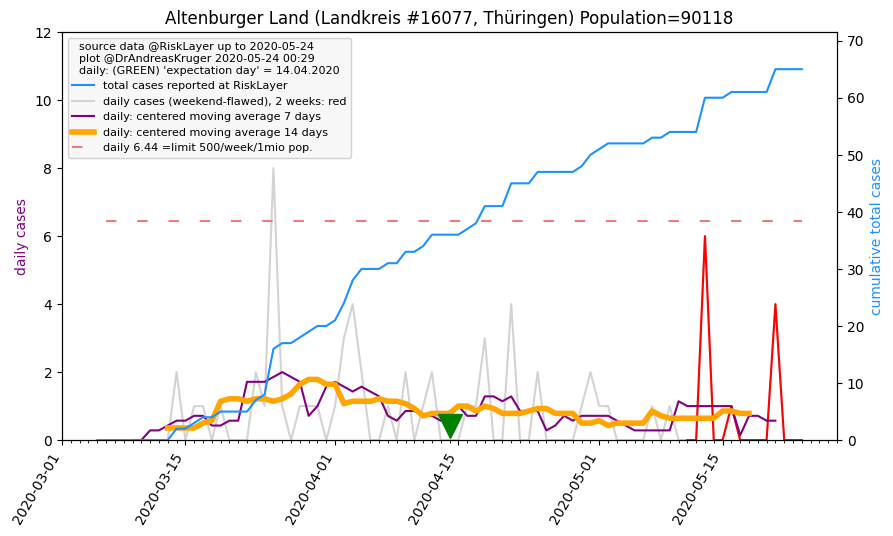 Altenburger Land (Landkreis #16077, Thüringen) Population=90118
source data @RiskLayer up to 2020-05-24
plot @DrAndreasKruger 2020-05-24 00:29
daily: (GREEN) 'expectation day' = 14.04.2020
total cases reported at RiskLayer
daily cases (weekend-flawed), 2 weeks: red
daily: centered moving average 7 days
daily: centered moving average 14 days
daily 6.44 =limit 500/week/1mio pop.
daily cases
12
10
8
6
4
2
0
70
60
50
40
30
20
10
0
cumulative total cases
2020-03-01
2020-03-15
2020-04-01
2020-04-15
2020-05-01
2020-05-15